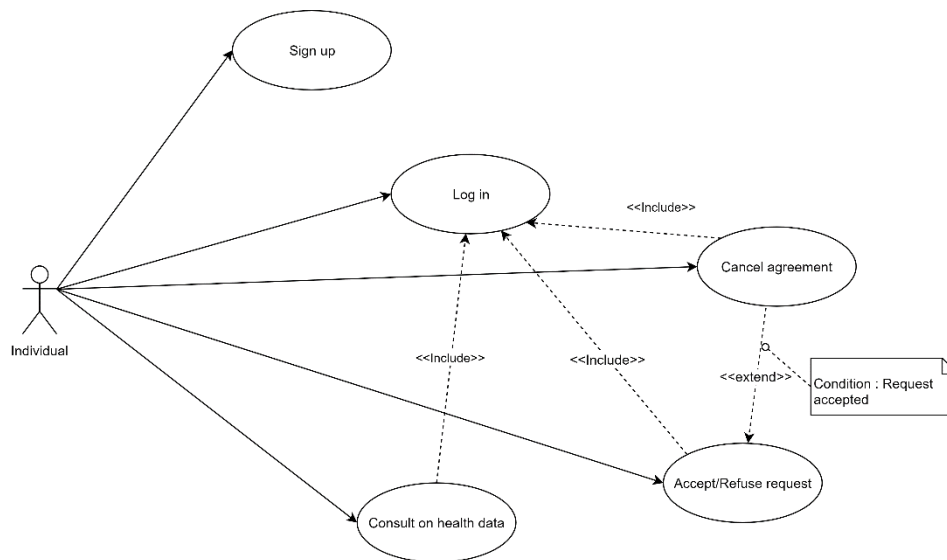 Sign up
Log in
<<Include>>
Cancel agreement
Individual
<<Include>>
<<Include>>
<<extend>>
Condition : Request
accepted
Accept/Refuse request
Consult on health data